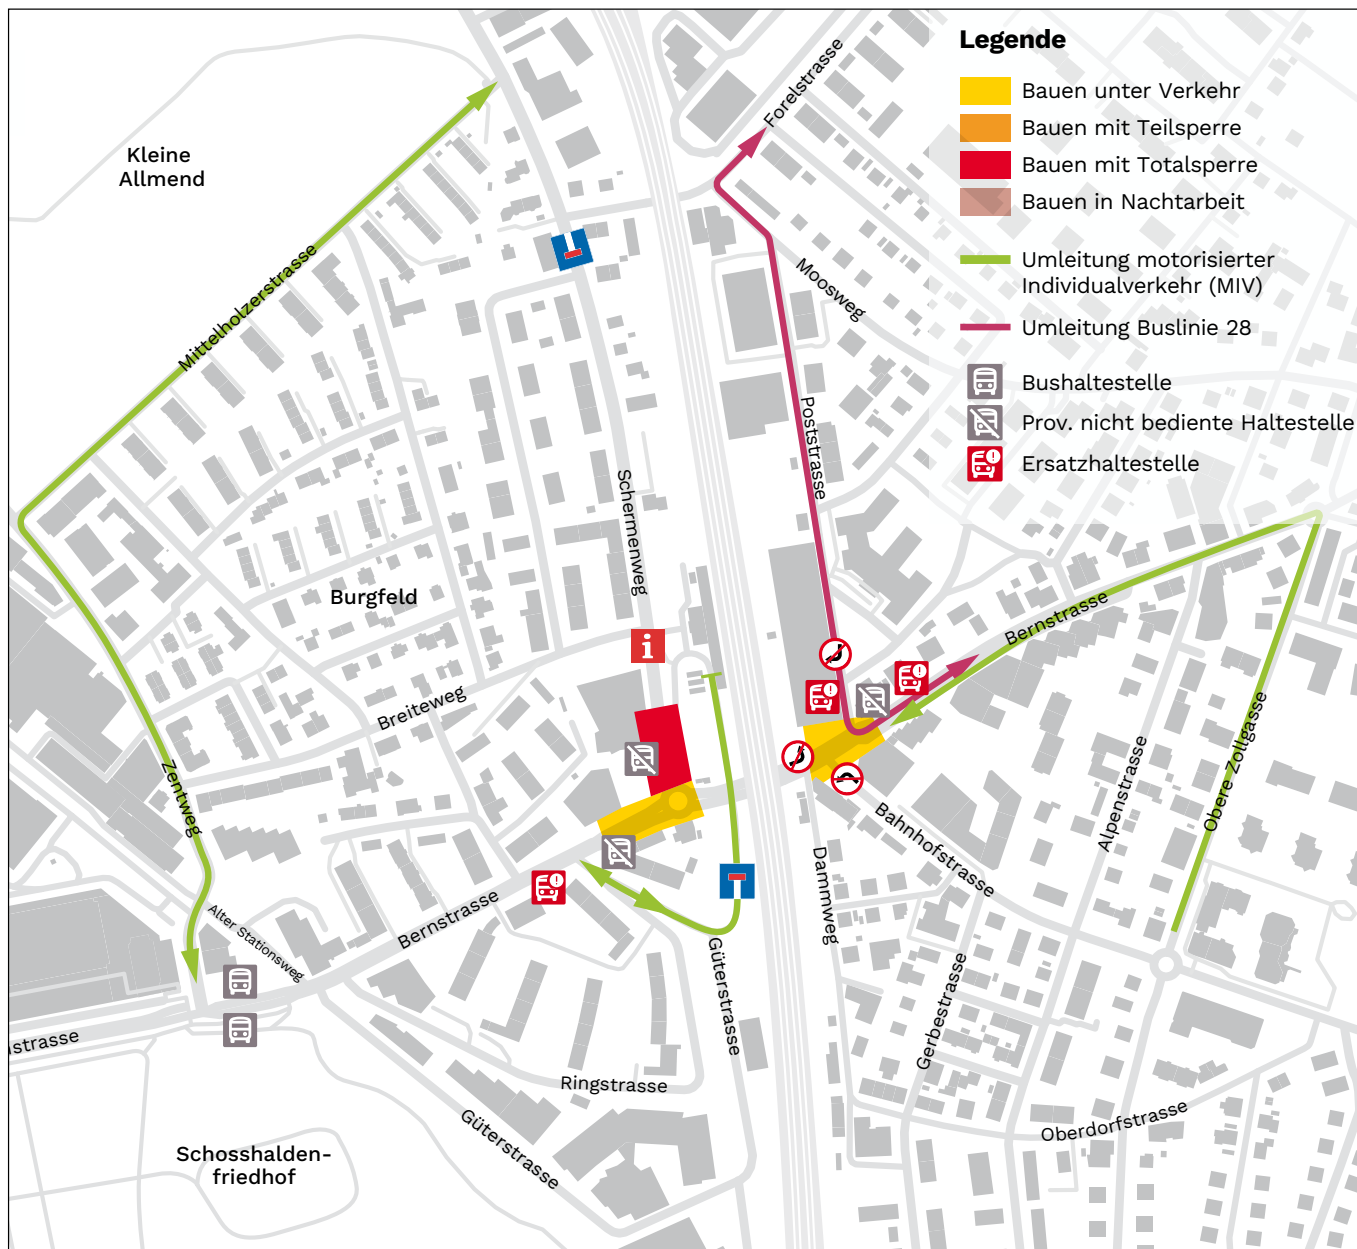 Legende
Bauen unter Verkehr
Bauen mit Teilsperre
Bauen mit Totalsperre
Bauen in Nachtarbeit
Umleitung motorisierter
Individualverkehr (MIV)
Umleitung Buslinie 28
Bushaltestelle
Prov. nicht bediente Haltestelle
Ersatzhaltestelle
Forelstrasse
Kleine
Allmend
Mittelholzerstrasse
Moosweg
Poststrasse
Schermenweg
Burgfeld
i
Bernstrasse
Breiteweg
Obere Zollgasse
Zentweg
Alpenstrasse
Bahnhofstrasse
Dammweg
Bernstrasse
Alter Stationsweg
Güterstrasse
Gerbestrasse
strasse
Ringstrasse
Güterstrasse
Oberdorfstrasse
Schosshalden-
friedhof